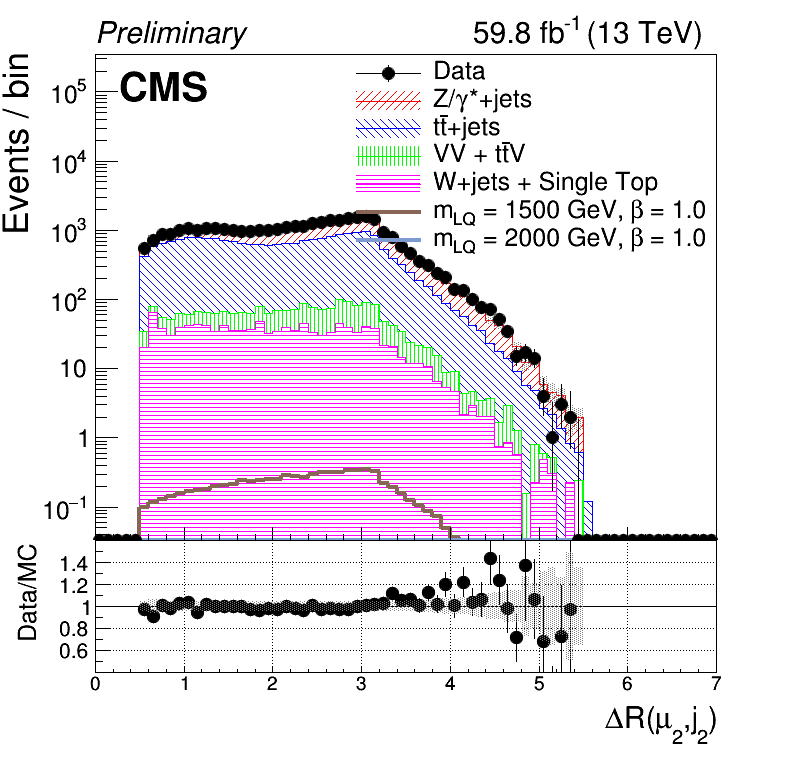 Preliminary 59.8 fb⁻¹ (13 TeV)
CMS
Events / bin
10⁵
10⁴
10³
10²
10
1
10⁻¹
Data
Z/γ*+jets
tt̄+jets
VV + tt̄V
W+jets + Single Top
m_LQ = 1500 GeV, β = 1.0
m_LQ = 2000 GeV, β = 1.0
Data/MC
1.4
1.2
1
0.8
0.6
0 1 2 3 4 5 6 7
ΔR(μ₂,j₂)